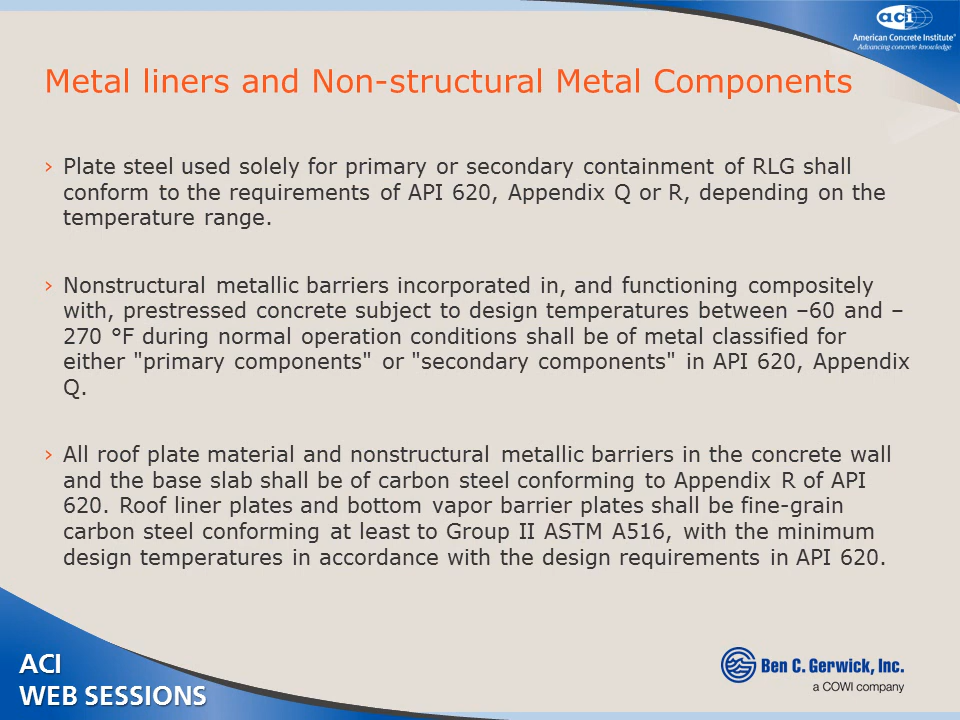 aci
American Concrete Institute®
Advancing concrete knowledge
Metal liners and Non-structural Metal Components
› Plate steel used solely for primary or secondary containment of RLG shall
conform to the requirements of API 620, Appendix Q or R, depending on the
temperature range.
› Nonstructural metallic barriers incorporated in, and functioning compositely
with, prestressed concrete subject to design temperatures between –60 and –
270 °F during normal operation conditions shall be of metal classified for
either "primary components" or "secondary components" in API 620, Appendix
Q.
› All roof plate material and nonstructural metallic barriers in the concrete wall
and the base slab shall be of carbon steel conforming to Appendix R of API
620. Roof liner plates and bottom vapor barrier plates shall be fine-grain
carbon steel conforming at least to Group II ASTM A516, with the minimum
design temperatures in accordance with the design requirements in API 620.
ACI
WEB SESSIONS
Ben C. Gerwick, Inc.
a COWI company